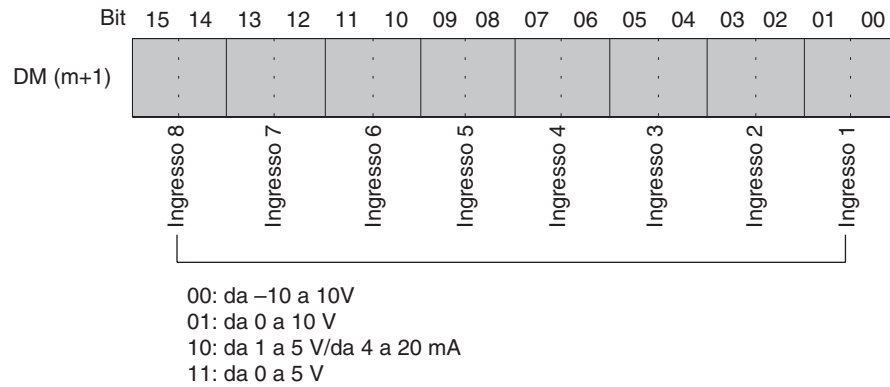 Bit 15 14 13 12 11 10 09 08 07 06 05 04 03 02 01 00
DM (m+1)
Ingresso 8
Ingresso 7
Ingresso 6
Ingresso 5
Ingresso 4
Ingresso 3
Ingresso 2
Ingresso 1
00: da –10 a 10V
01: da 0 a 10 V
10: da 1 a 5 V/da 4 a 20 mA
11: da 0 a 5 V